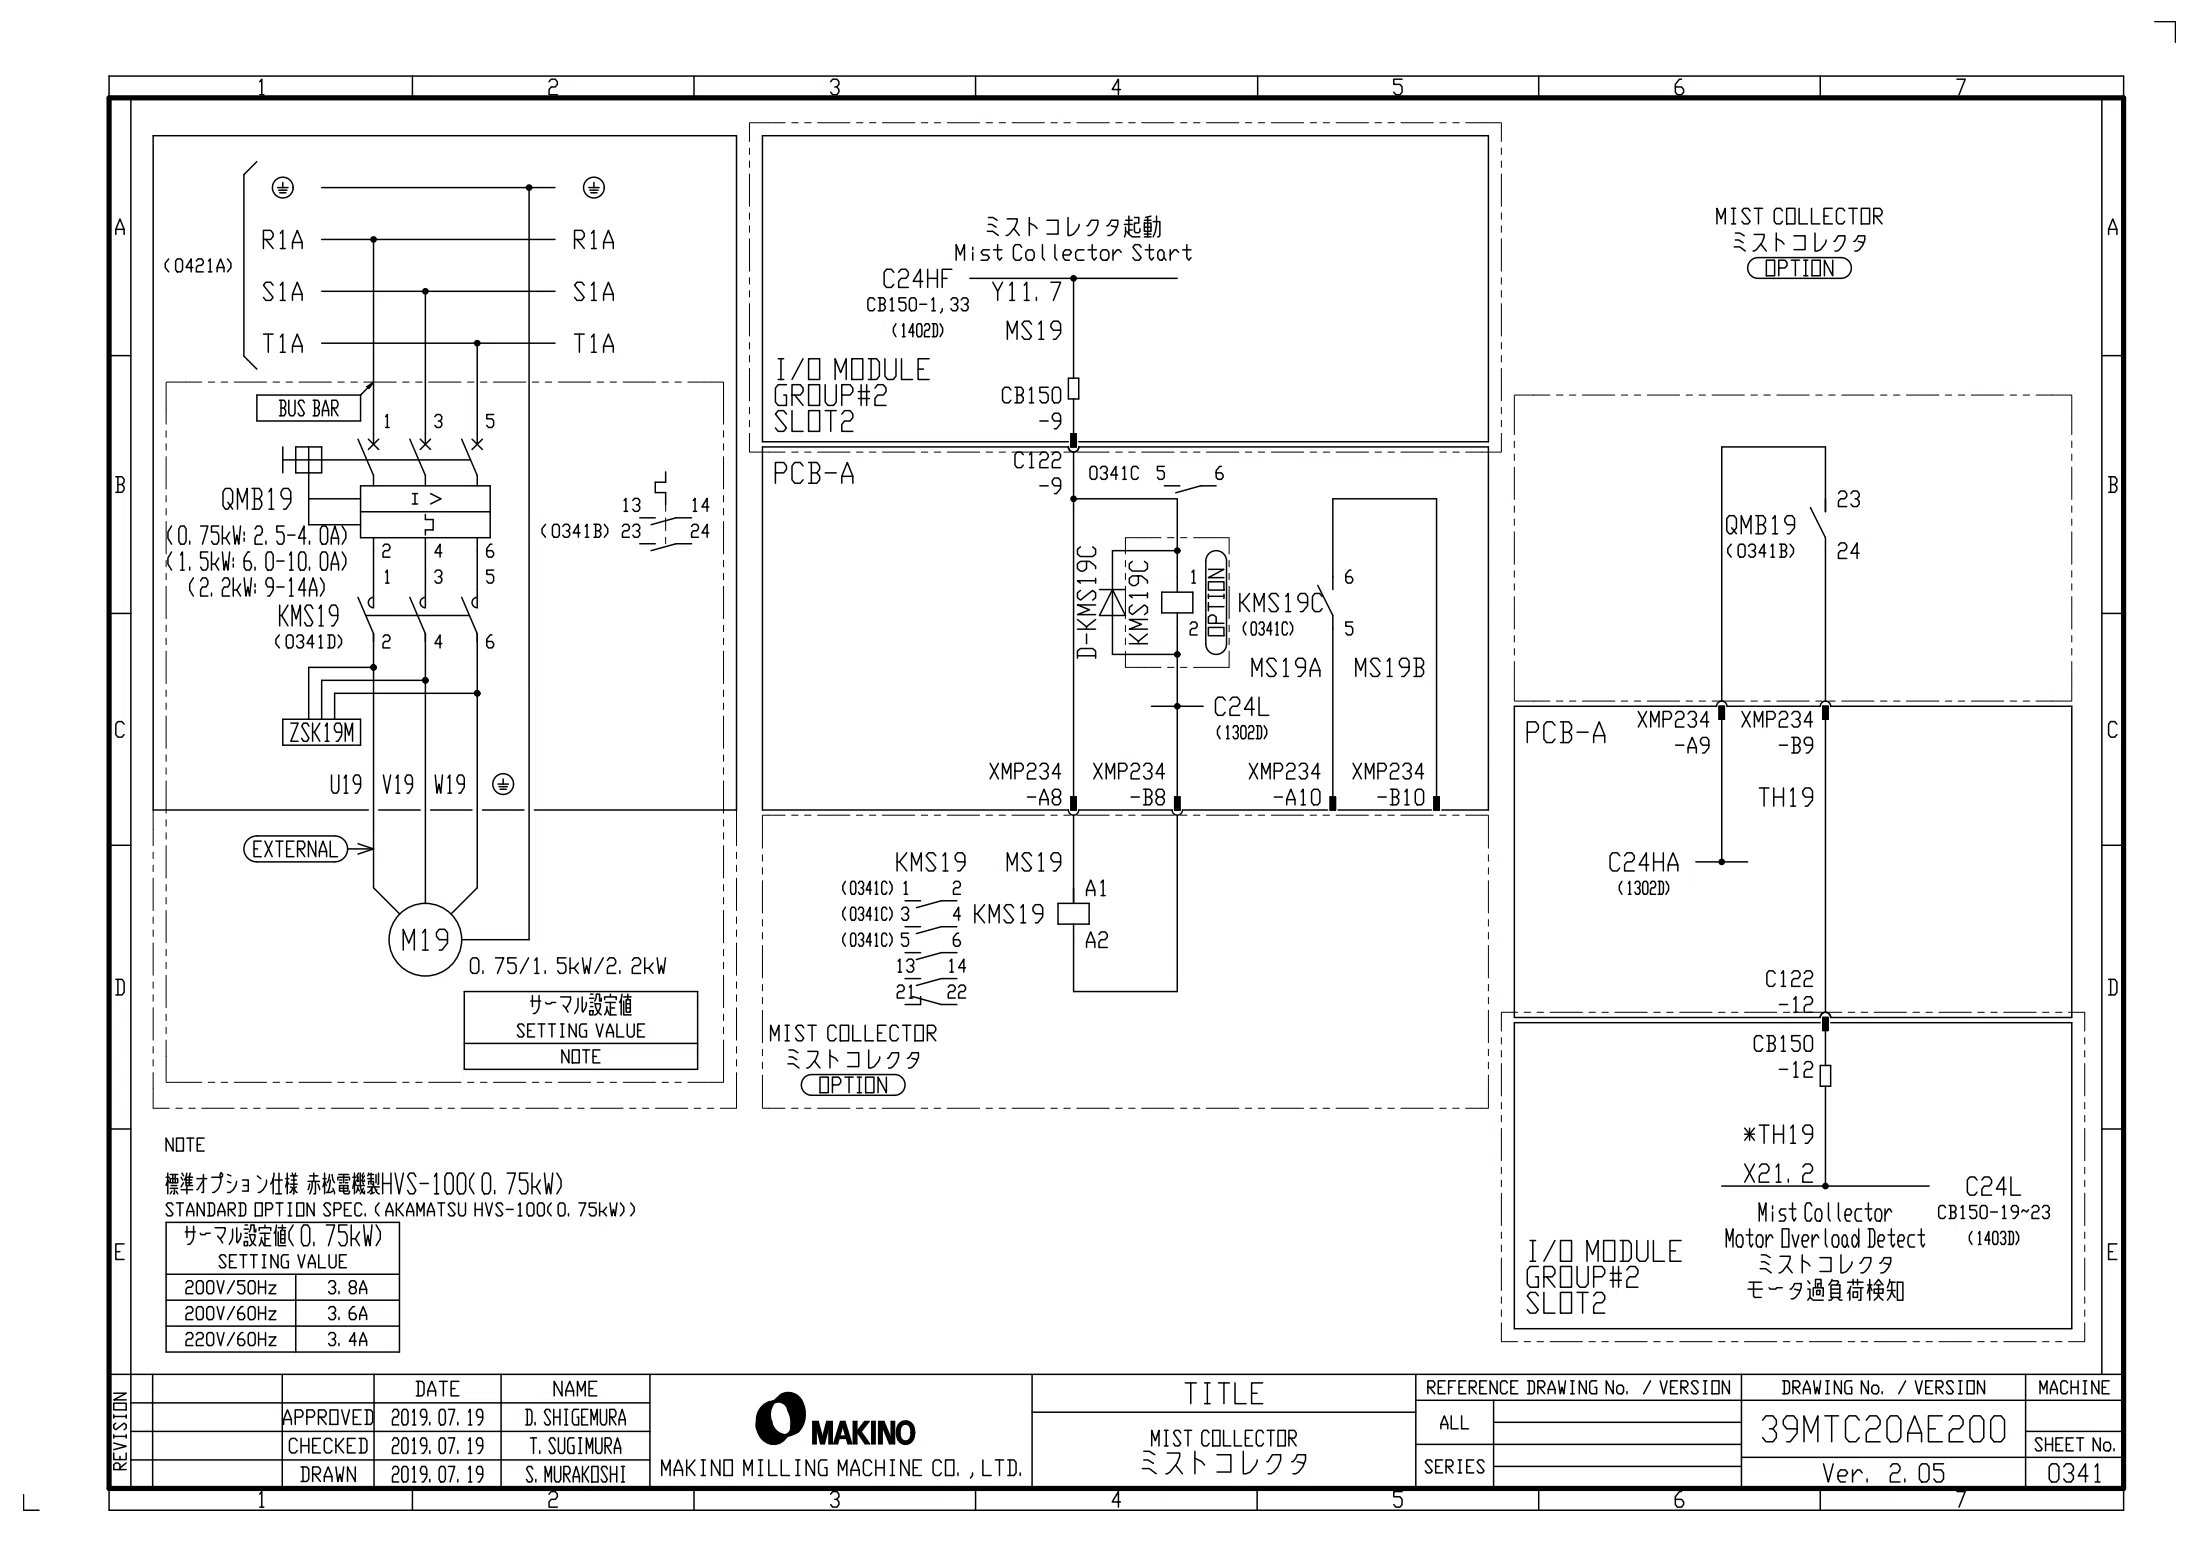 1 2 3 4 5 6 7
A
B
C
D
E
R1A R1A
(0421A)
S1A S1A
T1A T1A
BUS BAR
1 3 5
QMB19
I >
(0.75kW:2.5-4.0A)
(1.5kW:6.0-10.0A)
(2.2kW:9-14A)
2 4 6
1 3 5
KMS19
(0341D)
2 4 6
13 14
(0341B) 23 24
ZSK19M
U19 V19 W19
EXTERNAL
M19
0.75/1.5kW/2.2kW
サーマル設定値
SETTING VALUE
NOTE
ミストコレクタ起動
Mist Collector Start
C24HF
CB150-1,33
(1402D)
Y11.7
MS19
I/O MODULE
GROUP#2
SLOT2
CB150
-9
PCB-A
C122
-9
0341C 5 6
D-KMS19C
KMS19C
1
2
OPTION
KMS19C
(0341C)
6
5
MS19A MS19B
C24L
(1302D)
XMP234 XMP234 XMP234 XMP234
-A8 -B8 -A10 -B10
KMS19 MS19
(0341C) 1 2
(0341C) 3 4
(0341C) 5 6
13 14
21 22
A1
KMS19
A2
MIST COLLECTOR
ミストコレクタ
OPTION
MIST COLLECTOR
ミストコレクタ
OPTION
QMB19
(0341B)
23
24
PCB-A
XMP234 XMP234
-A9 -B9
TH19
C24HA
(1302D)
C122
-12
CB150
-12
*TH19
X21.2
C24L
CB150-19~23
(1403D)
Mist Collector
Motor Overload Detect
ミストコレクタ
モータ過負荷検知
I/O MODULE
GROUP#2
SLOT2
NOTE
標準オプション仕様 赤松電機製HVS-100(0.75kW)
STANDARD OPTION SPEC.(AKAMATSU HVS-100(0.75kW))
サーマル設定値(0.75kW)
SETTING VALUE
200V/50Hz 3.8A
200V/60Hz 3.6A
220V/60Hz 3.4A
REVISION
DATE NAME
APPROVED 2019.07.19 D.SHIGEMURA
CHECKED 2019.07.19 T.SUGIMURA
DRAWN 2019.07.19 S.MURAKOSHI
MAKINO
MAKINO MILLING MACHINE CO.,LTD.
TITLE
MIST COLLECTOR
ミストコレクタ
REFERENCE DRAWING No. / VERSION
ALL
SERIES
DRAWING No. / VERSION
39MTC20AE200
Ver. 2.05
MACHINE
SHEET No.
0341
A
B
C
D
E
1 2 3 4 5 6 7